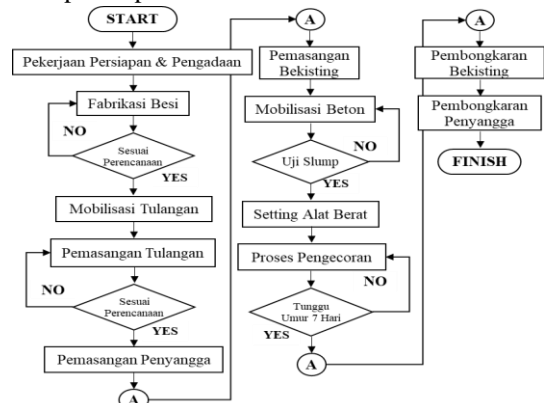 START
Pekerjaan Persiapan & Pengadaan
Fabrikasi Besi
NO
Sesuai
Perencanaan
YES
Mobilisasi Tulangan
Pemasangan Tulangan
NO
Sesuai
Perencanaan
YES
Pemasangan Penyangga
A
A
Pemasangan
Bekisting
Mobilisasi Beton
NO
Uji Slump
YES
Setting Alat Berat
Proses Pengecoran
NO
Tunggu
Umur 7 Hari
YES
A
A
Pembongkaran
Bekisting
Pembongkaran
Penyangga
FINISH